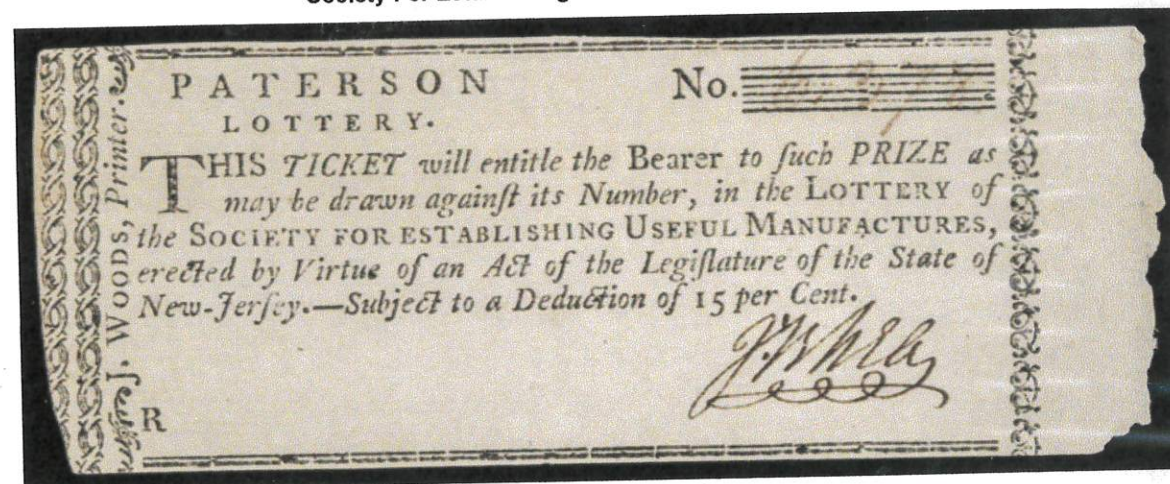 PATERSON No.
LOTTERY.
THIS TICKET will entitle the Bearer to ſuch PRIZE as
may be drawn againſt its Number, in the LOTTERY of
the SOCIETY FOR ESTABLISHING USEFUL MANUFACTURES,
erected by Virtue of an Act of the Legiſlature of the State of
New-Jerſey.—Subject to a Deduction of 15 per Cent.
R
J. WOODS, Printer.